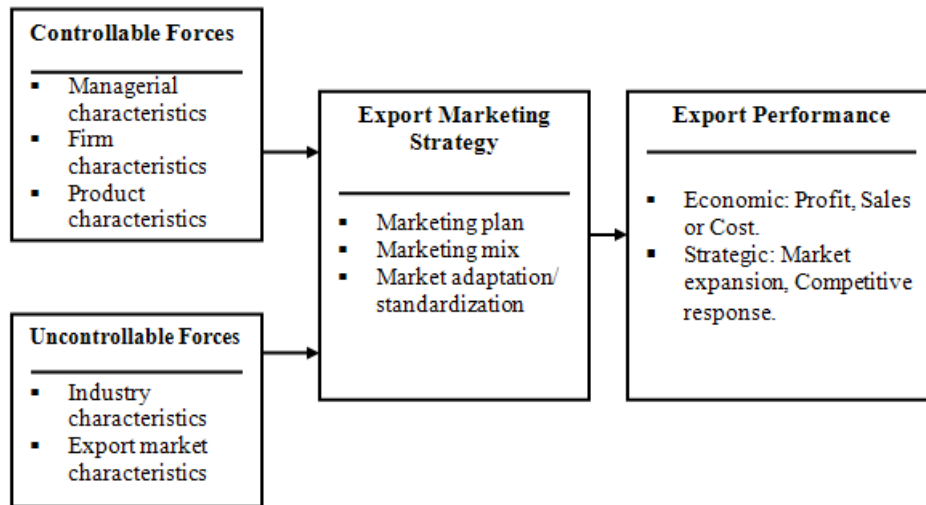 Controllable Forces
▪ Managerial
characteristics
▪ Firm
characteristics
▪ Product
characteristics
Uncontrollable Forces
▪ Industry
characteristics
▪ Export market
characteristics
Export Marketing
Strategy
▪ Marketing plan
▪ Marketing mix
▪ Market adaptation/
standardization
Export Performance
▪ Economic: Profit, Sales
or Cost.
▪ Strategic: Market
expansion, Competitive
response.